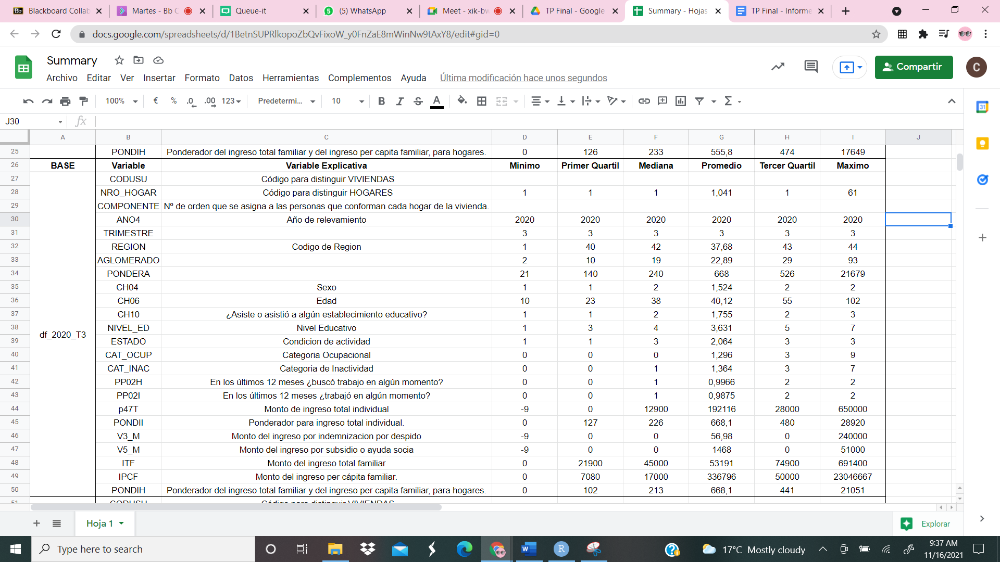 Blackboard Collab
Martes - Bb C
Queue-it
(5) WhatsApp
Meet - xik-bw
TP Final - Google
Summary - Hojas
TP Final - Informe
docs.google.com/spreadsheets/d/1BetnSUPRlkopoZbQvFixoW_y0FnZaE8mWinNw9tAxY8/edit#gid=0
Summary
Archivo Editar Ver Insertar Formato Datos Herramientas Complementos Ayuda Última modificación hace unos segundos
Compartir
C
100% € % .0 .00 123 Predetermi... 10 B I S A Σ
J30 fx
A B C D E F G H I J
25 PONDIH Ponderador del ingreso total familiar y del ingreso per capita familiar, para hogares. 0 126 233 555,8 474 17649
26 BASE Variable Variable Explicativa Minimo Primer Quartil Mediana Promedio Tercer Quartil Maximo
27 CODUSU Código para distinguir VIVIENDAS
28 NRO_HOGAR Código para distinguir HOGARES 1 1 1 1,041 1 61
29 COMPONENTE Nº de orden que se asigna a las personas que conforman cada hogar de la vivienda.
30 ANO4 Año de relevamiento 2020 2020 2020 2020 2020 2020
31 TRIMESTRE 3 3 3 3 3 3
32 REGION Codigo de Region 1 40 42 37,68 43 44
33 AGLOMERADO 2 10 19 22,89 29 93
34 PONDERA 21 140 240 668 526 21679
35 CH04 Sexo 1 1 2 1,524 2 2
36 CH06 Edad 10 23 38 40,12 55 102
37 CH10 ¿Asiste o asistió a algún establecimiento educativo? 1 1 2 1,755 2 3
38 NIVEL_ED Nivel Educativo 1 3 4 3,631 5 7
df_2020_T3
39 ESTADO Condicion de actividad 1 1 3 2,064 3 3
40 CAT_OCUP Categoria Ocupacional 0 0 0 1,296 3 9
41 CAT_INAC Categoria de Inactividad 0 0 1 1,364 3 7
42 PP02H En los últimos 12 meses ¿buscó trabajo en algún momento? 0 0 1 0,9966 2 2
43 PP02I En los últimos 12 meses ¿trabajó en algún momento? 0 0 1 0,9875 2 2
44 p47T Monto de ingreso total individual -9 0 12900 192116 28000 650000
45 PONDII Ponderador para ingreso total individual. 0 127 226 668,1 480 28920
46 V3_M Monto del ingreso por indemnizacion por despido -9 0 0 56,98 0 240000
47 V5_M Monto del ingreso por subsidio o ayuda socia -9 0 0 1468 0 51000
48 ITF Monto del ingreso total familiar 0 21900 45000 53191 74900 691400
49 IPCF Monto del ingreso per cápita familiar. 0 7080 17000 336796 50000 23046667
50 PONDIH Ponderador del ingreso total familiar y del ingreso per capita familiar, para hogares. 0 102 213 668,1 441 21051
51 CODUSU Código para distinguir VIVIENDAS
Hoja 1
Explorar
Type here to search
17°C Mostly cloudy
9:37 AM
11/16/2021